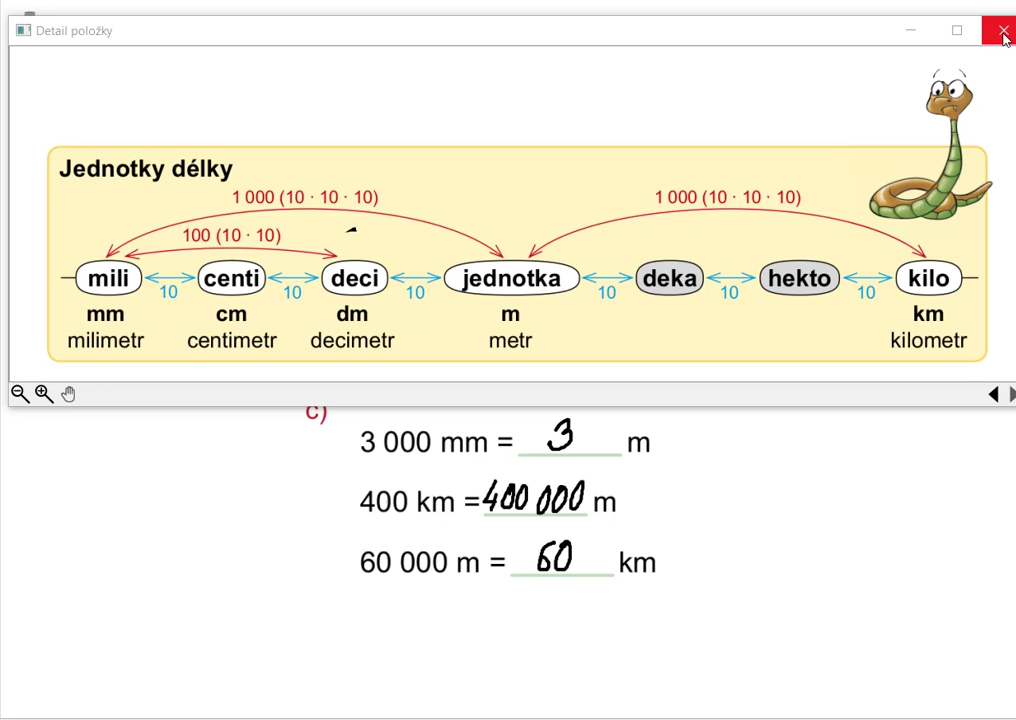 Detail položky
Jednotky délky
1 000 (10 · 10 · 10) 1 000 (10 · 10 · 10)
100 (10 · 10)
mili centi deci jednotka deka hekto kilo
10 10 10 10 10 10
mm cm dm m km
milimetr centimetr decimetr metr kilometr
c)
3 000 mm = 3 m
400 km = 400 000 m
60 000 m = 60 km